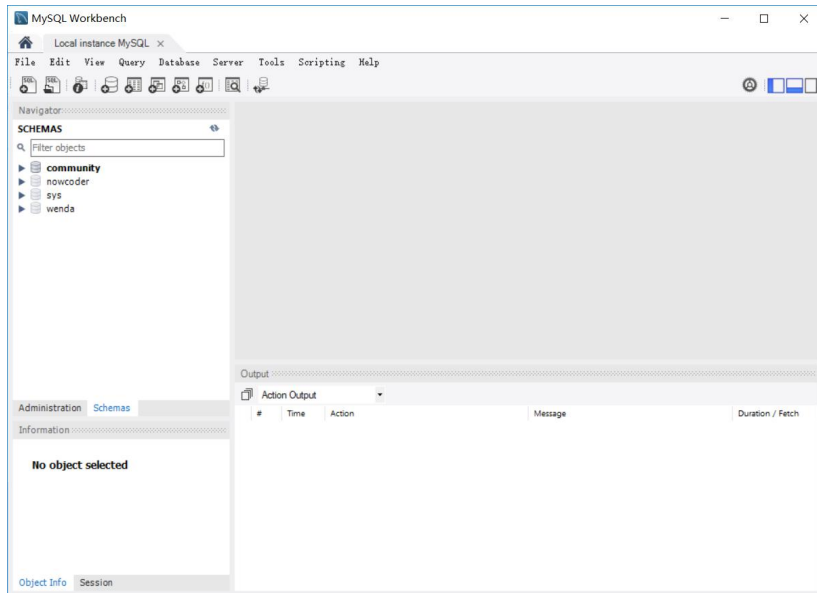 MySQL Workbench
Local instance MySQL
File Edit View Query Database Server Tools Scripting Help
Navigator
SCHEMAS
Filter objects
community
nowcoder
sys
wenda
Administration Schemas
Information
No object selected
Object Info Session
Output
Action Output
# Time Action Message Duration / Fetch